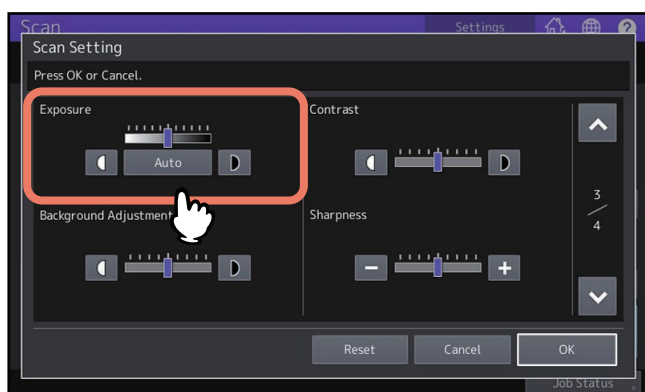 Scan
Settings
?
Scan Setting
Press OK or Cancel.
Exposure
Auto
Contrast
Background Adjustment
Sharpness
3
4
Reset
Cancel
OK
Job Status